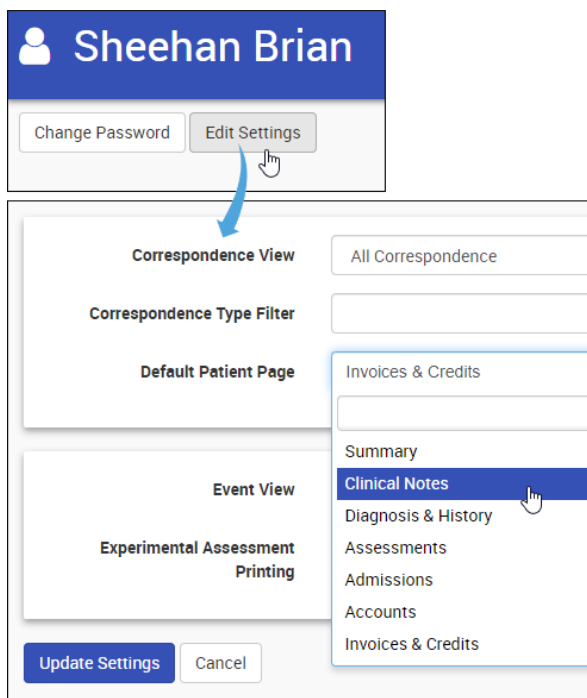 Sheehan Brian
Change Password
Edit Settings
Correspondence View
All Correspondence
Correspondence Type Filter
Default Patient Page
Invoices & Credits
Summary
Clinical Notes
Diagnosis & History
Assessments
Admissions
Accounts
Invoices & Credits
Event View
Experimental Assessment
Printing
Update Settings
Cancel